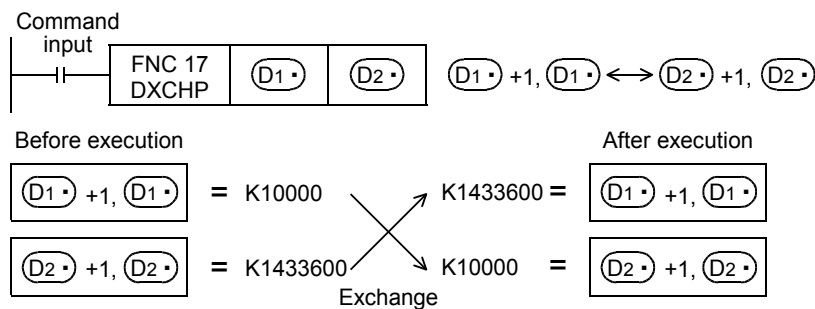 Command
input
FNC 17
DXCHP
D1・ D2・ D1・ +1, D1・ ↔ D2・ +1, D2・
Before execution After execution
D1・ +1, D1・ = K10000 K1433600 = D1・ +1, D1・
D2・ +1, D2・ = K1433600 K10000 = D2・ +1, D2・
Exchange